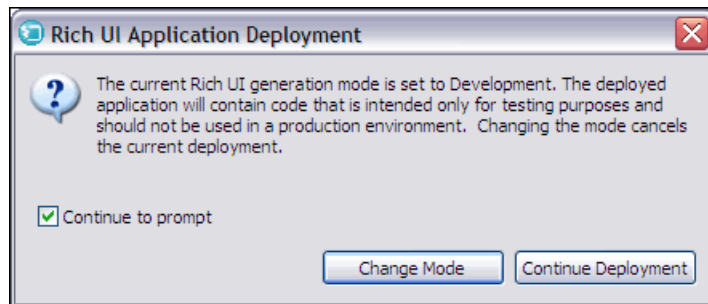 Rich UI Application Deployment
The current Rich UI generation mode is set to Development. The deployed
application will contain code that is intended only for testing purposes and
should not be used in a production environment.  Changing the mode cancels
the current deployment.
Continue to prompt
Change Mode
Continue Deployment